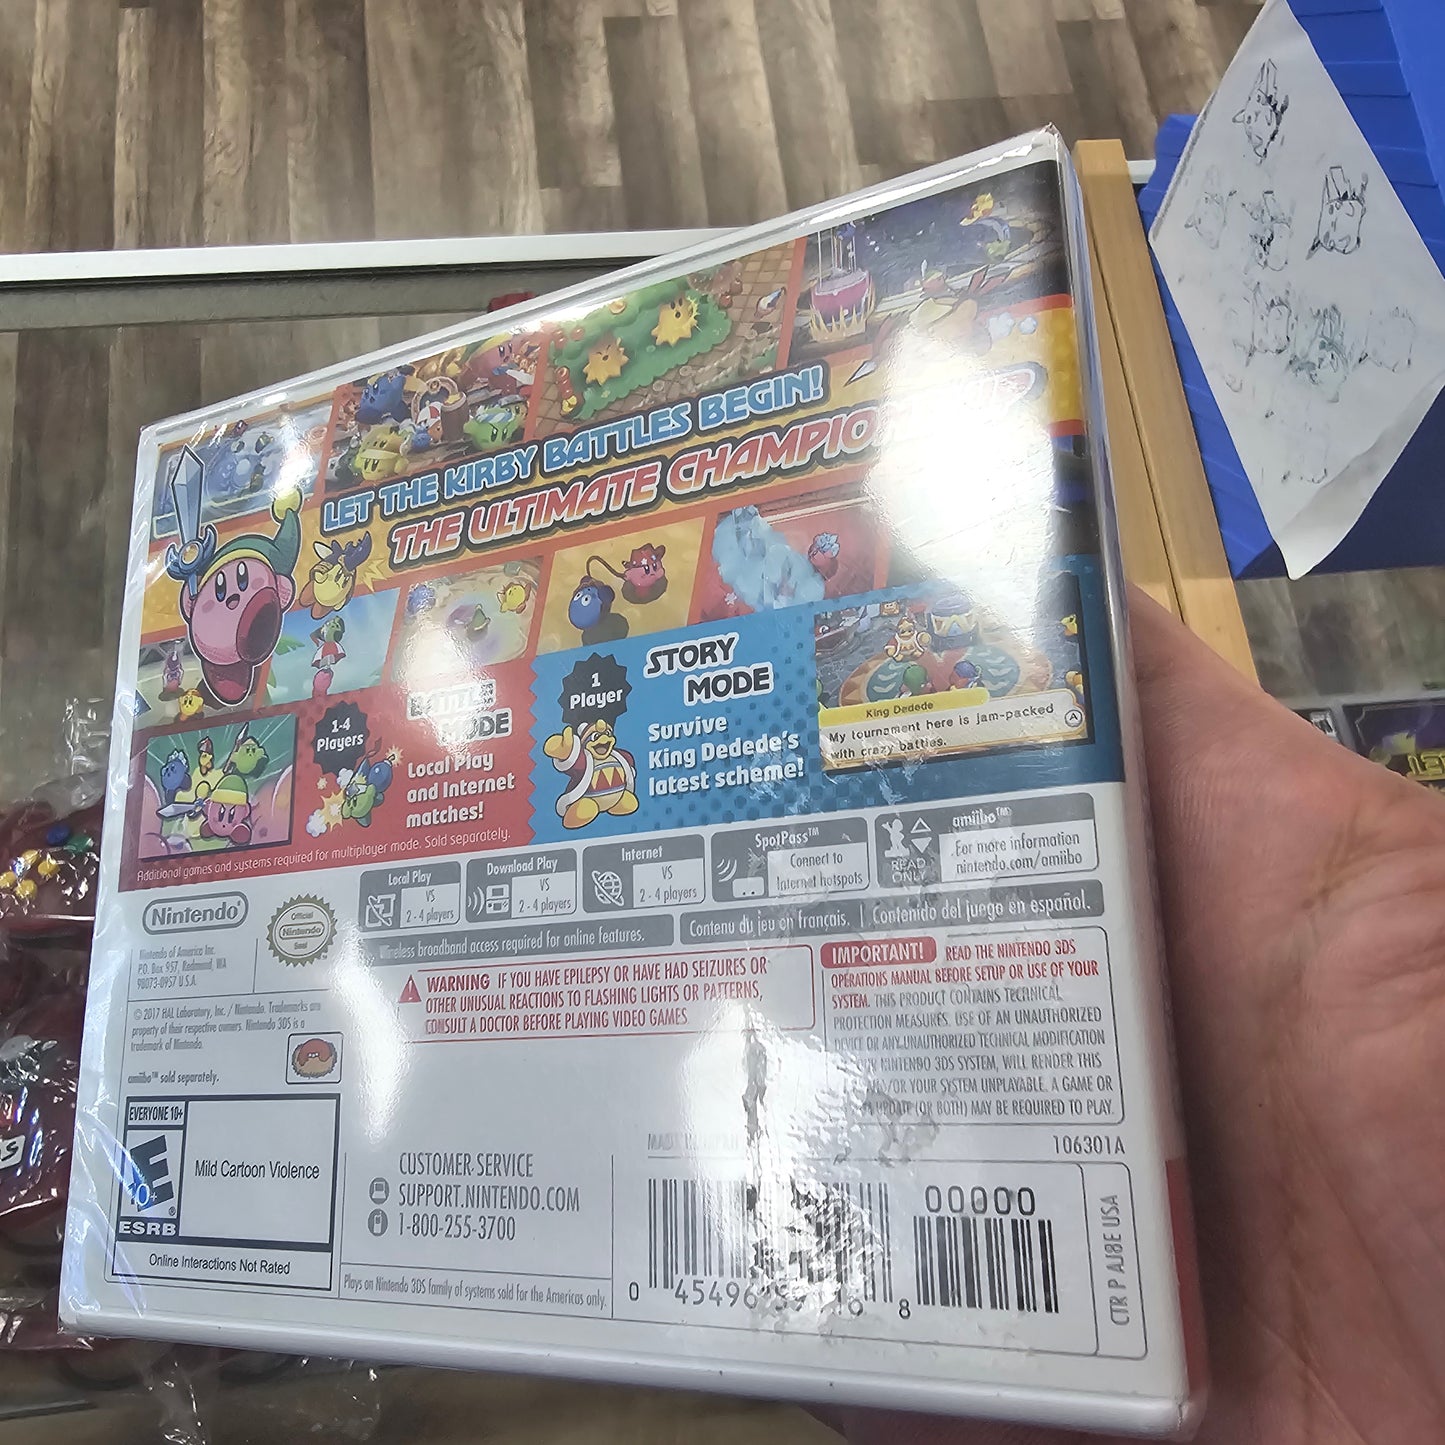 LET THE KIRBY BATTLES BEGIN!
THE ULTIMATE CHAMPIO
1-4
Players
BATTLE
MODE
Local Play
and Internet
matches!
1
Player
STORY
MODE
Survive
King Dedede's
latest scheme!
King Dedede
My tournament here is jam-packed
with crazy battles.
A
Additional games and systems required for multiplayer mode. Sold separately.
Local Play
VS
2 - 4 players
Download Play
VS
2 - 4 players
Internet
VS
2 - 4 players
SpotPass™
Connect to
Internet hotspots
amiibo™
READ
ONLY
For more information
nintendo.com/amiibo
Wireless broadband access required for online features.
Contenu du jeu en français. | Contenido del juego en español.
Nintendo®
Official
Nintendo
Seal
Nintendo of America Inc.
P.O. Box 957, Redmond, WA
98073-0957 U.S.A.
© 2017 HAL Laboratory, Inc. / Nintendo. Trademarks are
property of their respective owners. Nintendo 3DS is a
trademark of Nintendo.
amiibo™ sold separately.
WARNING IF YOU HAVE EPILEPSY OR HAVE HAD SEIZURES OR
OTHER UNUSUAL REACTIONS TO FLASHING LIGHTS OR PATTERNS,
CONSULT A DOCTOR BEFORE PLAYING VIDEO GAMES
IMPORTANT! READ THE NINTENDO 3DS
OPERATIONS MANUAL BEFORE SETUP OR USE OF YOUR
SYSTEM. THIS PRODUCT CONTAINS TECHNICAL
PROTECTION MEASURES. USE OF AN UNAUTHORIZED
DEVICE OR ANY UNAUTHORIZED TECHNICAL MODIFICATION
NINTENDO 3DS SYSTEM, WILL RENDER THIS
AND/OR YOUR SYSTEM UNPLAYABLE. A GAME OR
UPDATE (OR BOTH) MAY BE REQUIRED TO PLAY.
EVERYONE 10+
E
10+
®
ESRB
Mild Cartoon Violence
Online Interactions Not Rated
CUSTOMER SERVICE
SUPPORT.NINTENDO.COM
1-800-255-3700
Plays on Nintendo 3DS family of systems sold for the Americas only.
106301A
00000
0 45496 8
CTR P AJ8E USA